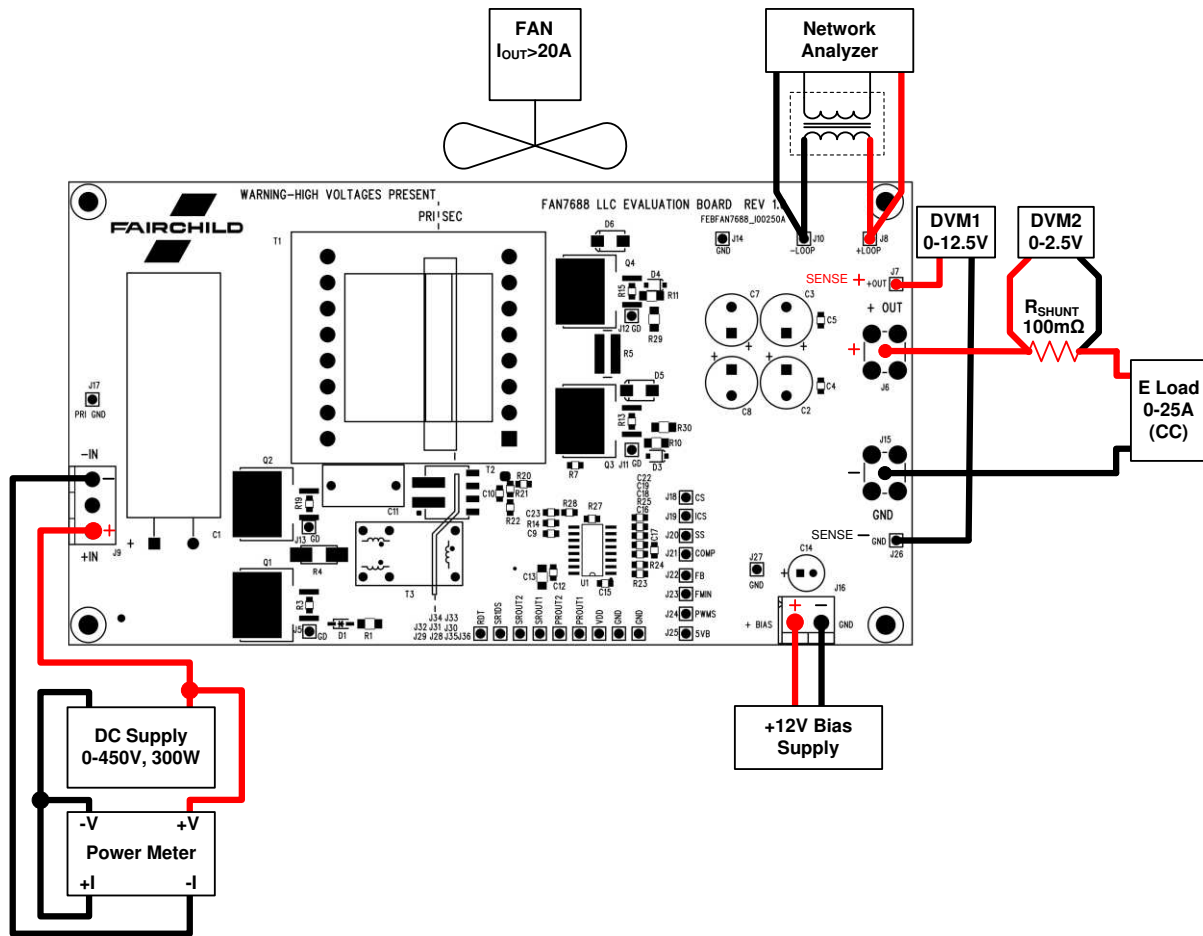 FAN
IOUT>20A
Network
Analyzer
WARNING-HIGH VOLTAGES PRESENT
PRI SEC
FAN7688 LLC EVALUATION BOARD REV 1.
FEBFAN7688_I00250A
FAIRCHILD
T1
D6
J14
GND
J10
-LOOP
J8
+LOOP
DVM1
0-12.5V
DVM2
0-2.5V
Q4
D4
R15
R11
J12 GD
R29
C7
C3
C5
SENSE +
+OUT
J7
+ OUT
RSHUNT
100mΩ
+
J6
R5
D5
C8
C2
C4
E Load
0-25A
(CC)
J17
PRI GND
R13
R30
R10
D3
Q3
J11 GD
R7
J15
-
GND
SENSE -
GND
J26
-IN
-
+
+IN
J9
+
C1
Q2
R19
J13
GD
R4
C11
T2
C10
R20
R21
R22
C23
R14
C9
R28
R27
C22
C19
C18
R25
C16
C17
R24
R23
U1
C15
C13
C12
T3
J18
CS
J19
ICS
J20
SS
J21
COMP
J22
FB
J23
FMIN
J24
PWMS
J25
5VB
J27
GND
C14
+
J16
+ BIAS
+
-
GND
Q1
R3
J5
GD
D1
R1
J34 J33
J32 J31 J30
J29 J28 J35 J36
RDT
SR1DS
SROUT2
SROUT1
PROUT2
PROUT1
VDD
GND
GND
DC Supply
0-450V, 300W
+12V Bias
Supply
-V
+V
Power Meter
+I
-I